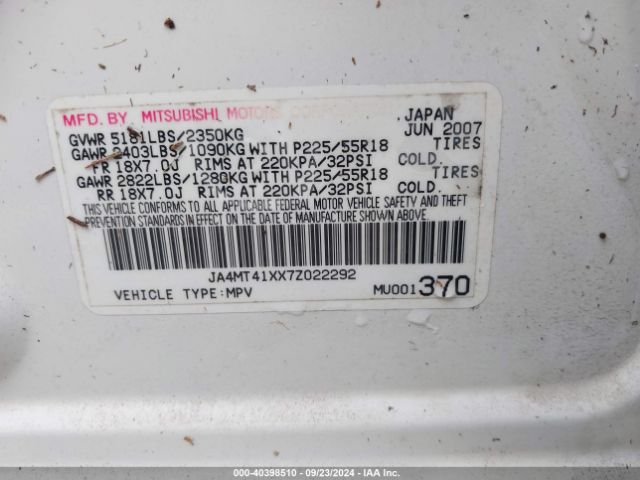 MFD. BY MITSUBISHI MOTORS CORPORATION JAPAN
GVWR 5181LBS/2350KG JUN 2007
GAWR 2403LBS/1090KG WITH P225/55R18 TIRES
FR 18X7.0J RIMS AT 220KPA/32PSI COLD.
GAWR 2822LBS/1280KG WITH P225/55R18 TIRES
RR 18X7.0J RIMS AT 220KPA/32PSI COLD.
THIS VEHICLE CONFORMS TO ALL APPLICABLE FEDERAL MOTOR VEHICLE SAFETY AND THEFT
PREVENTION STANDARDS IN EFFECT ON THE DATE OF MANUFACTURE SHOWN ABOVE.
JA4MT41XX7Z022292
VEHICLE TYPE:MPV MU001370
000-40398510 - 09/23/2024 - IAA Inc.